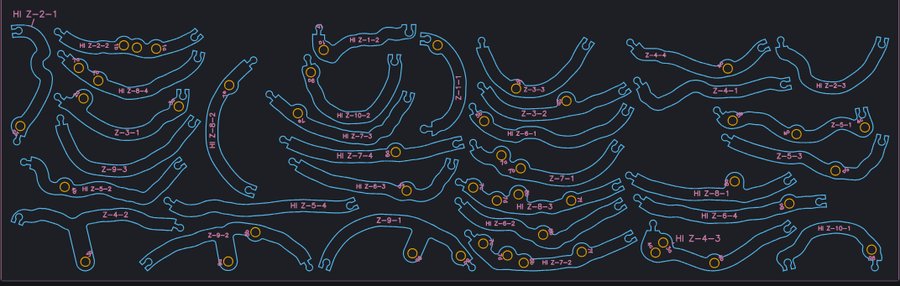 HI Z-2-1
HI Z-2-2
HI Z-8-4
Z-3-1
Z-9-3
HI Z-5-2
Z-4-2
HI Z-8-2
HI Z-5-4
Z-9-2
HI Z-1-2
HI Z-10-2
HI Z-7-3
HI Z-7-4
HI Z-6-3
Z-9-1
Z-1-1
Z-3-3
HI Z-3-2
HI Z-6-1
Z-7-1
HI Z-8-3
HI Z-6-2
HI Z-7-2
Z-4-4
Z-4-1
HI Z-2-3
Z-5-1
Z-5-3
HI Z-8-1
HI Z-6-4
HI Z-4-3
HI Z-10-1